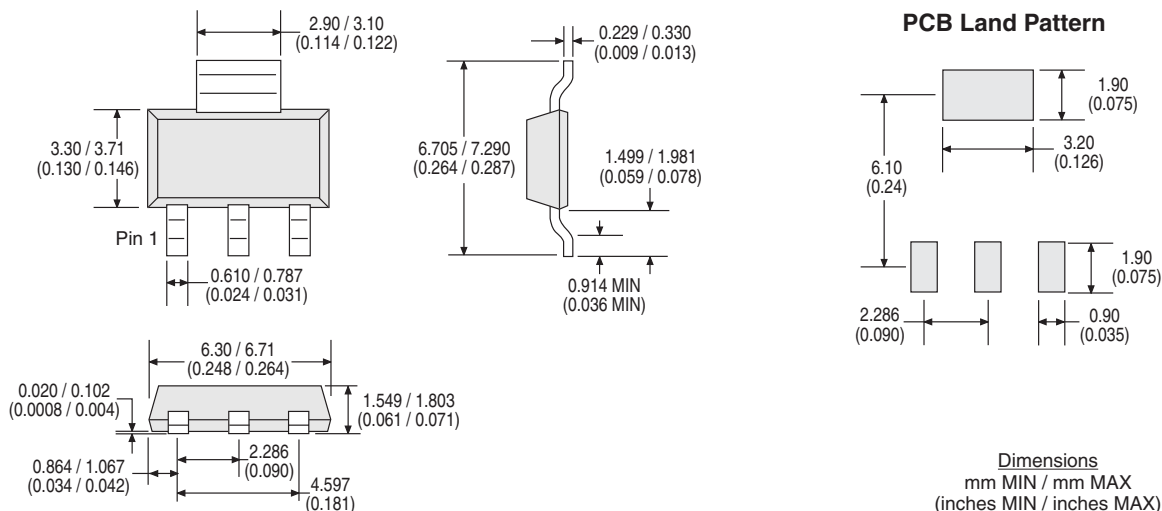 2.90 / 3.10
(0.114 / 0.122)
3.30 / 3.71
(0.130 / 0.146)
Pin 1
0.610 / 0.787
(0.024 / 0.031)
0.229 / 0.330
(0.009 / 0.013)
6.705 / 7.290
(0.264 / 0.287)
1.499 / 1.981
(0.059 / 0.078)
0.914 MIN
(0.036 MIN)
PCB Land Pattern
1.90
(0.075)
3.20
(0.126)
6.10
(0.24)
1.90
(0.075)
2.286
(0.090)
0.90
(0.035)
6.30 / 6.71
(0.248 / 0.264)
0.020 / 0.102
(0.0008 / 0.004)
1.549 / 1.803
(0.061 / 0.071)
0.864 / 1.067
(0.034 / 0.042)
2.286
(0.090)
4.597
(0.181)
Dimensions
mm MIN / mm MAX
(inches MIN / inches MAX)